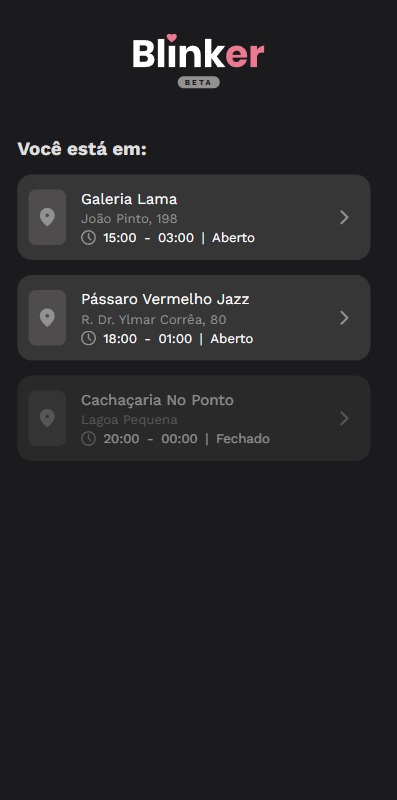 Blinker
BETA
Você está em:
Galeria Lama
João Pinto, 198
15:00 - 03:00 | Aberto
Pássaro Vermelho Jazz
R. Dr. Ylmar Corrêa, 80
18:00 - 01:00 | Aberto
Cachaçaria No Ponto
Lagoa Pequena
20:00 - 00:00 | Fechado